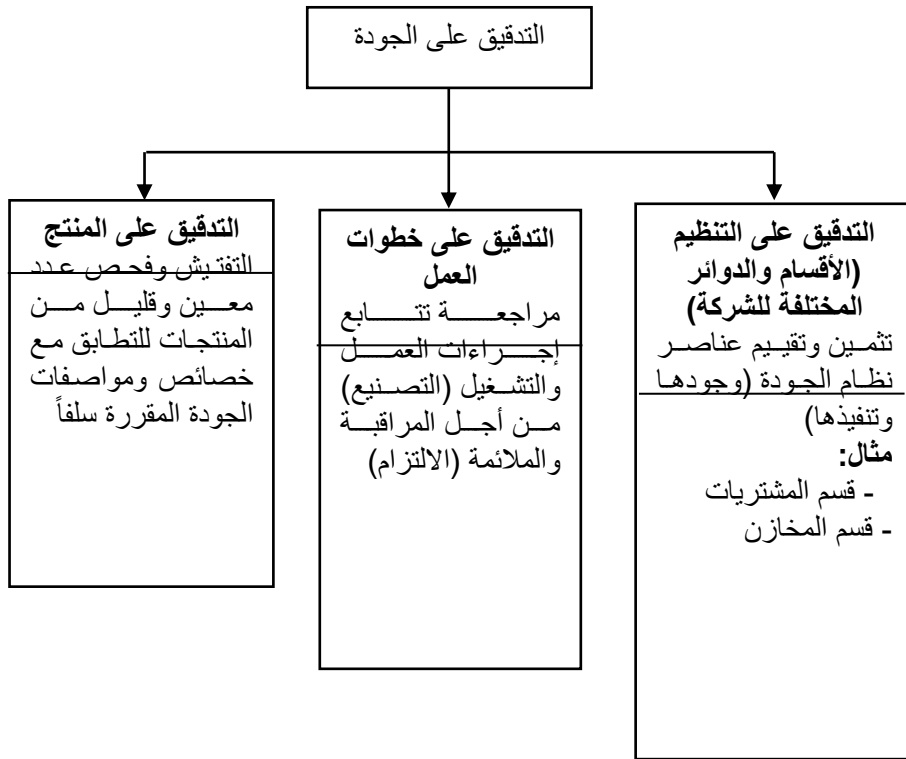 التدقيق على الجودة
التدقيق على التنظيم
(الأقسام والدوائر
المختلفة للشركة)
تثمين وتقييم عناصر
نظام الجودة (وجودها
وتنفيذها)
مثال:
- قسم المشتريات
- قسم المخازن
التدقيق على خطوات
العمل
مراجعة تتابع
إجراءات العمل
والتشغيل (التصنيع)
من أجل المراقبة
والملائمة (الالتزام)
التدقيق على المنتج
التفتيش وفحص عدد
معين وقليل من
المنتجات للتطابق مع
خصائص ومواصفات
الجودة المقررة سلفاً